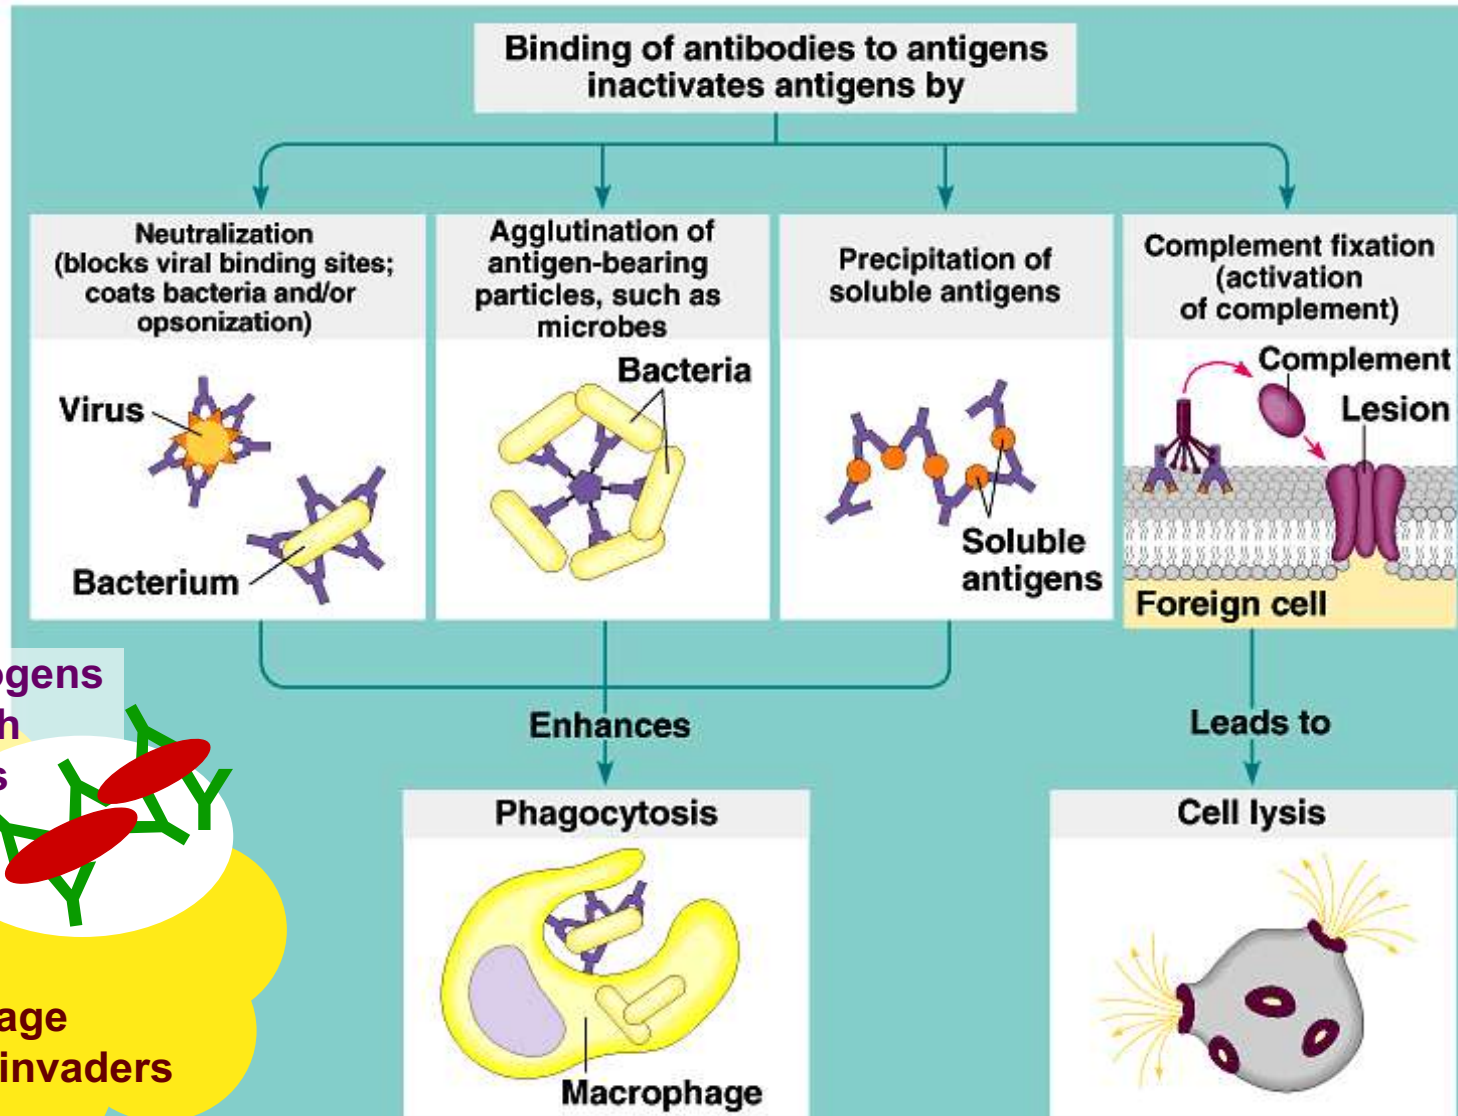 Binding of antibodies to antigens
inactivates antigens by
Neutralization
(blocks viral binding sites;
coats bacteria and/or
opsonization)
Agglutination of
antigen-bearing
particles, such as
microbes
Precipitation of
soluble antigens
Complement fixation
(activation
of complement)
Virus
Bacterium
Bacteria
Soluble
antigens
Complement
Lesion
Foreign cell
Enhances
Leads to
Phagocytosis
Cell lysis
Macrophage
ogens
h
s
age
invaders